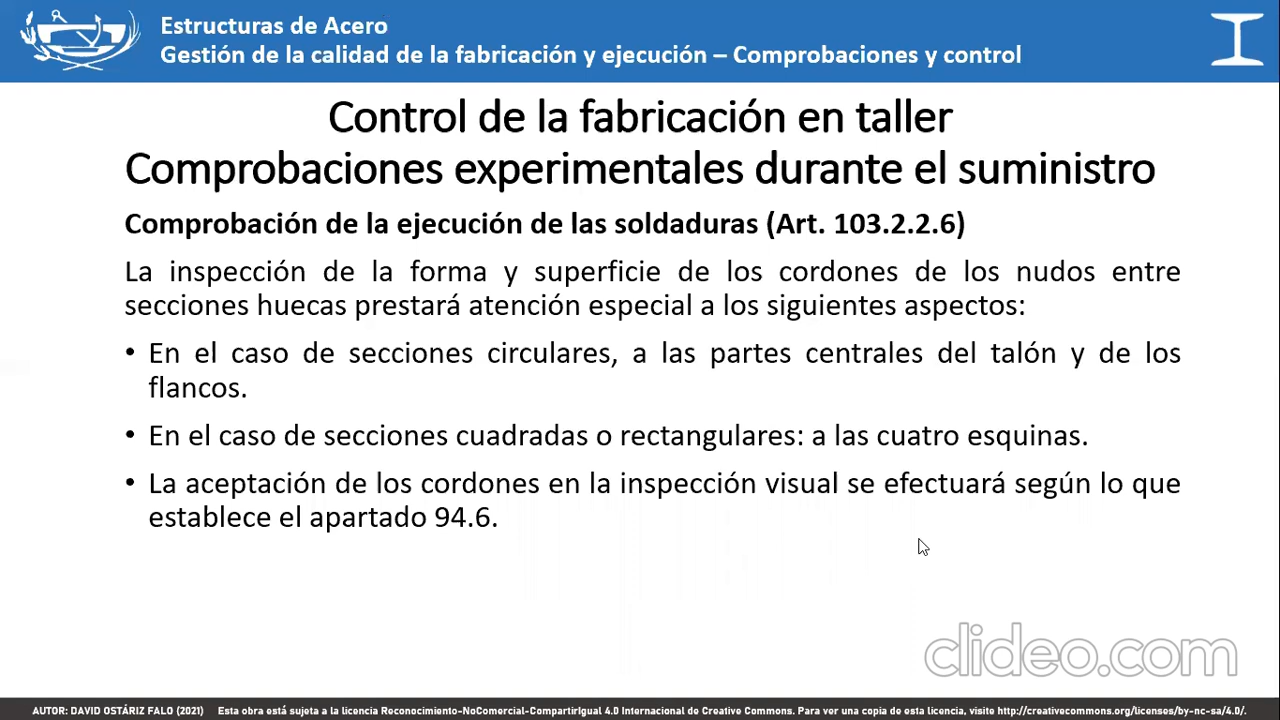 Estructuras de Acero
Gestión de la calidad de la fabricación y ejecución – Comprobaciones y control
Control de la fabricación en taller
Comprobaciones experimentales durante el suministro
Comprobación de la ejecución de las soldaduras (Art. 103.2.2.6)
La inspección de la forma y superficie de los cordones de los nudos entre
secciones huecas prestará atención especial a los siguientes aspectos:
• En el caso de secciones circulares, a las partes centrales del talón y de los
flancos.
• En el caso de secciones cuadradas o rectangulares: a las cuatro esquinas.
• La aceptación de los cordones en la inspección visual se efectuará según lo que
establece el apartado 94.6.
clideo.com
AUTOR: DAVID OSTÁRIZ FALO (2021) Esta obra está sujeta a la licencia Reconocimiento-NoComercial-CompartirIgual 4.0 Internacional de Creative Commons. Para ver una copia de esta licencia, visite http://creativecommons.org/licenses/by-nc-sa/4.0/.